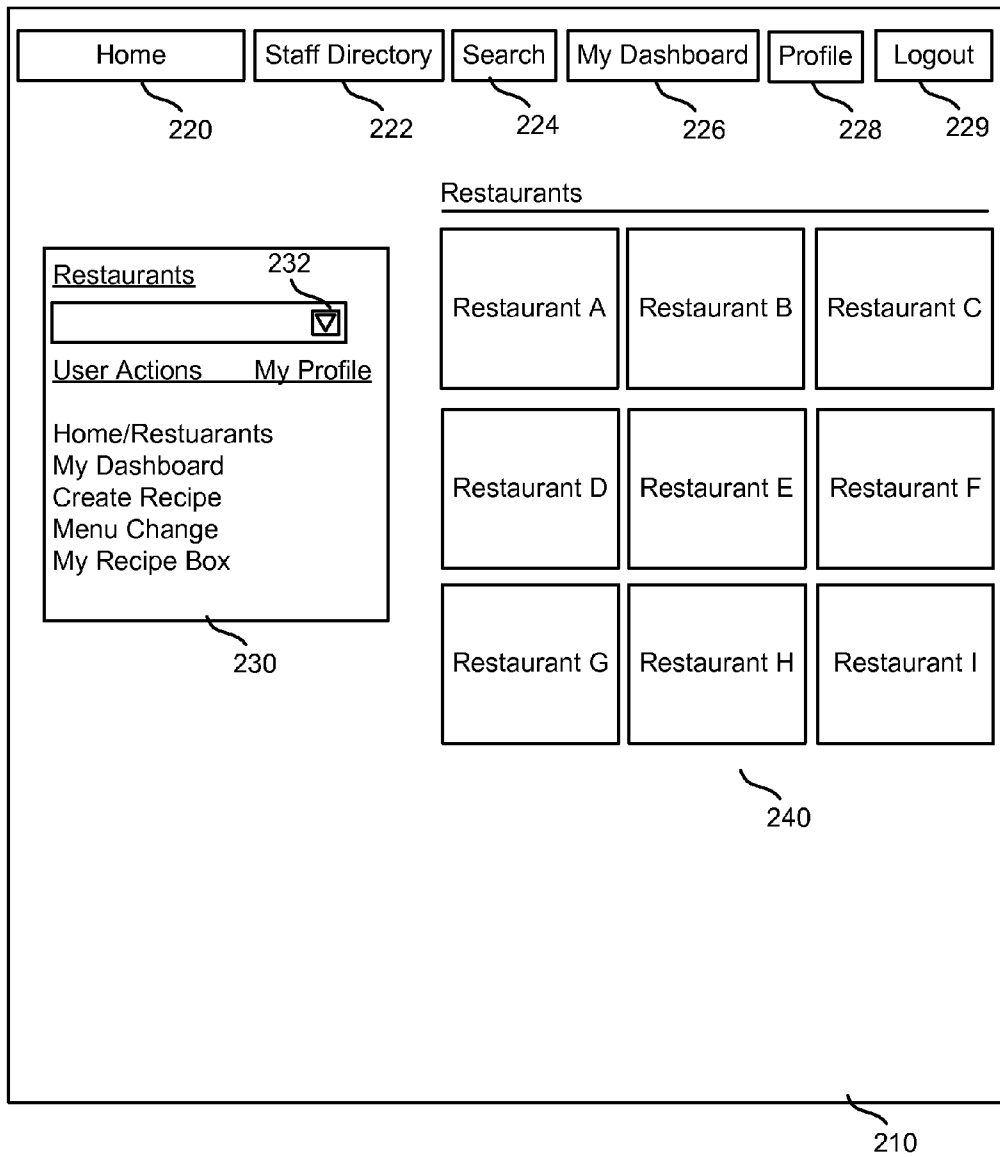 Home Staff Directory Search My Dashboard Profile Logout
220 222 224 226 228 229
Restaurants
Restaurants 232
User Actions My Profile
Home/Restuarants
My Dashboard
Create Recipe
Menu Change
My Recipe Box
230
Restaurant A Restaurant B Restaurant C
Restaurant D Restaurant E Restaurant F
Restaurant G Restaurant H Restaurant I
240
210